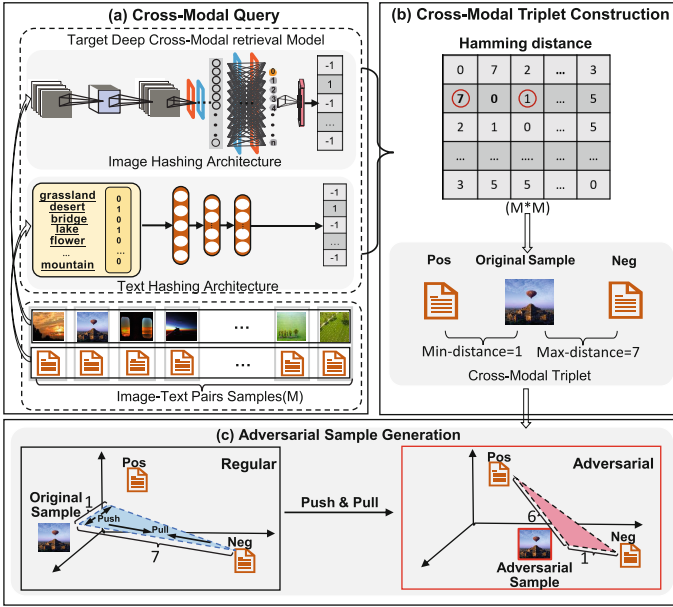 (a) Cross-Modal Query
Target Deep Cross-Modal retrieval Model
0
1
2
3
4
n
-1
1
-1
...
-1
Image Hashing Architecture
grassland
desert
bridge
lake
flower
...
mountain
0
1
0
1
0
...
0
-1
1
-1
...
-1
Text Hashing Architecture
...
...
Image-Text Pairs Samples(M)
(b) Cross-Modal Triplet Construction
Hamming distance
0 7 2 ... 3
7 0 1 ... 5
2 1 0 ... 5
... ... .... ... ...
3 5 5 ... 0
(M*M)
Pos Original Sample Neg
Min-distance=1 Max-distance=7
Cross-Modal Triplet
(c) Adversarial Sample Generation
Regular
Pos
Original
Sample
1
Push
Pull
7
Neg
Push & Pull
Adversarial
Pos
6
Neg
1
Adversarial
Sample